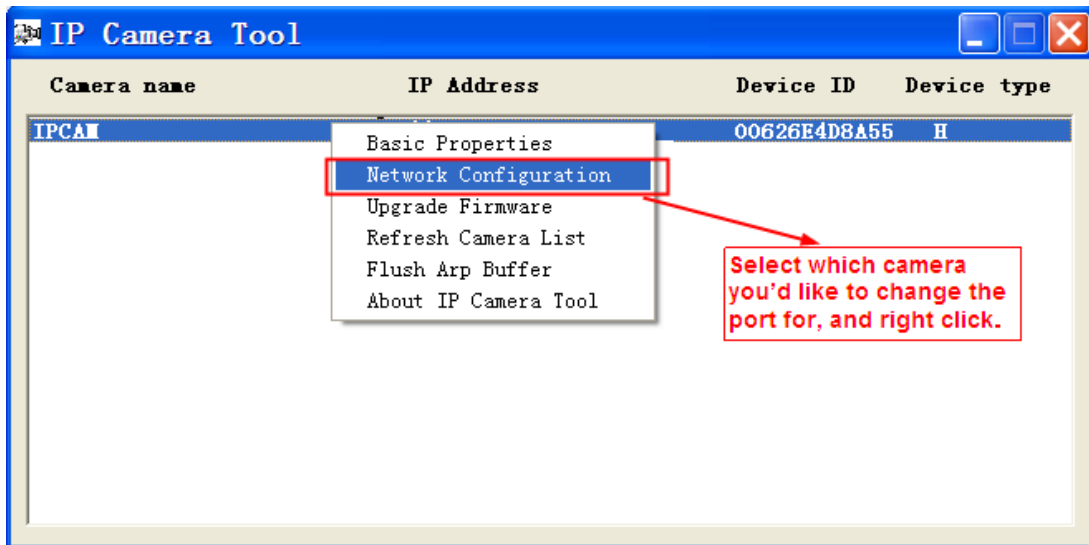 IP Camera Tool
Camera name IP Address Device ID Device type
IPCAM 00626E4D8A55 H
Basic Properties
Network Configuration
Upgrade Firmware
Refresh Camera List
Flush Arp Buffer
About IP Camera Tool
Select which camera
you'd like to change the
port for, and right click.